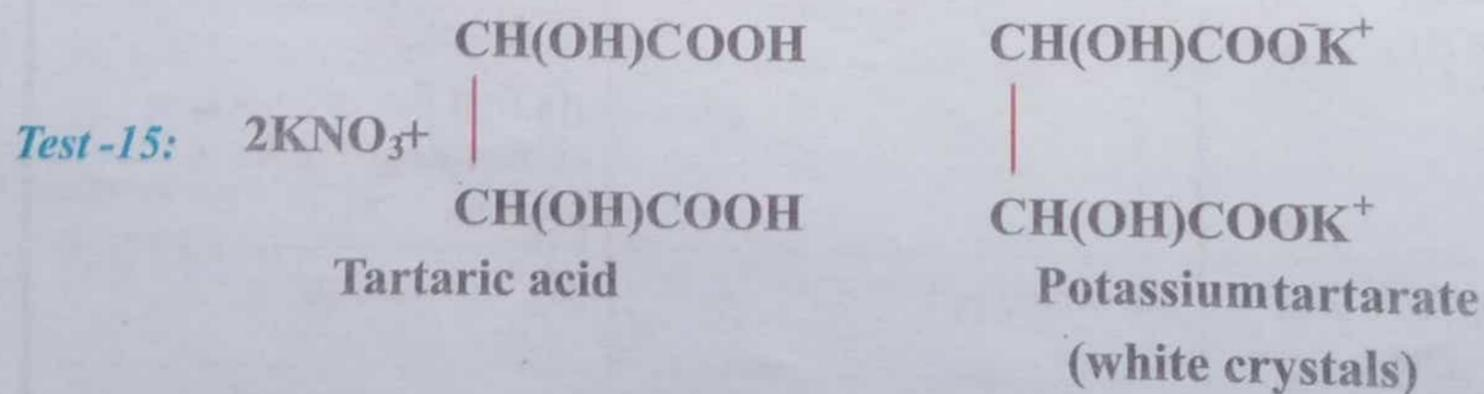 CH(OH)COOH CH(OH)COO⁻K⁺
Test -15: 2KNO₃+
CH(OH)COOH CH(OH)COOK⁺
Tartaric acid Potassiumtartarate
(white crystals)